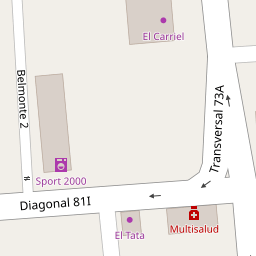 El Carriel
Belmonte 2
Transversal 73A
Sport 2000
Diagonal 81I
El Tata
Multisalud